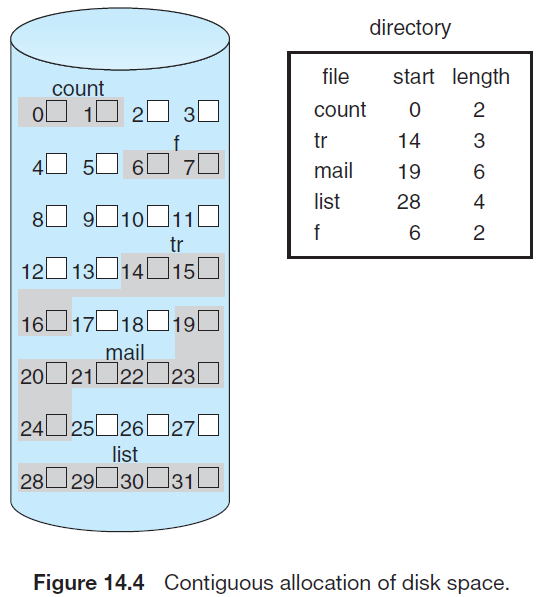 directory
file start length
count 0 2
tr 14 3
mail 19 6
list 28 4
f 6 2
count
0 1 2 3
f
4 5 6 7
8 9 10 11
tr
12 13 14 15
16 17 18 19
mail
20 21 22 23
24 25 26 27
list
28 29 30 31
Figure 14.4 Contiguous allocation of disk space.